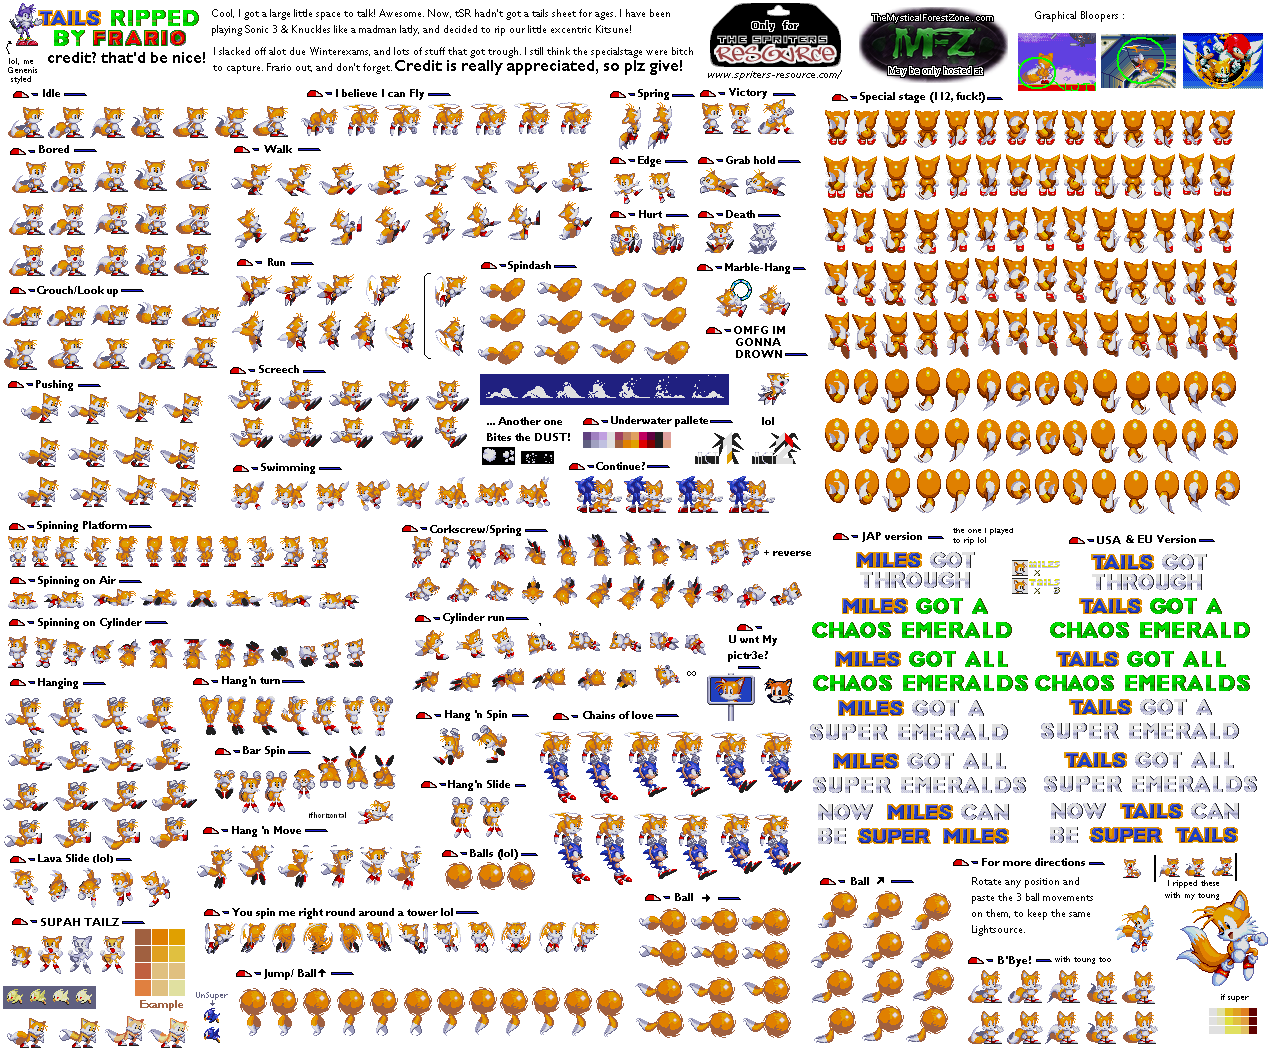 TAILS RIPPED
BY FRARIO
credit? that'd be nice!
lol, me
Genenis
styled
Cool, I got a large little space to talk! Awesome. Now, tSR hadn't got a tails sheet for ages. I have been
playing Sonic 3 & Knuckles like a madman latly, and decided to rip our little excentric Kitsune!
I slacked off alot due Winterexams, and lots of stuff that got trough. I still think the specialstage were bitch
to capture. Frario out, and don't forget. Credit is really appreciated, so plz give!
Only for
THE SPRITERS
RESOURCE
www.spriters-resource.com/
TheMysticalForestZone.com
MFZ
May be only hosted at
Graphical Bloopers :
= Idle
= I believe I can Fly
= Spring
= Victory
= Special stage (112, fuck!)
= Bored
= Walk
= Edge
= Grab hold
= Hurt
= Death
= Crouch/Look up
= Run
= Spindash
= Marble-Hang
= OMFG IM
GONNA
DROWN
= Pushing
= Screech
... Another one
Bites the DUST!
= Underwater pallete
lol
= Swimming
= Continue?
= Spinning Platform
= Corkscrew/Spring
+ reverse
= JAP version
the one I played
to rip lol
= USA & EU Version
= Spinning on Air
= Spinning on Cylinder
= Cylinder run
= U wnt My
pictr3e?
∞
MILES GOT
THROUGH
MILES
X
TAILS
X 3
TAILS GOT
THROUGH
MILES GOT A
CHAOS EMERALD
TAILS GOT A
CHAOS EMERALD
MILES GOT ALL
CHAOS EMERALDS
TAILS GOT ALL
CHAOS EMERALDS
MILES GOT A
SUPER EMERALD
TAILS GOT A
SUPER EMERALD
MILES GOT ALL
SUPER EMERALDS
TAILS GOT ALL
SUPER EMERALDS
NOW MILES CAN
BE SUPER MILES
NOW TAILS CAN
BE SUPER TAILS
= Hanging
= Hang'n turn
= Hang 'n Spin
= Chains of love
= Bar Spin
ifhorizontal
= Hang'n Slide
= Hang 'n Move
= Balls (lol)
= Lava Slide (lol)
= SUPAH TAILZ
Example
= You spin me right round around a tower lol
= Jump/ Ball↑
UnSuper
= Ball →
= Ball ↗
= For more directions
Rotate any position and
paste the 3 ball movements
on them, to keep the same
Lightsource.
I ripped these
with my toung
= B'Bye!
with toung too
if super